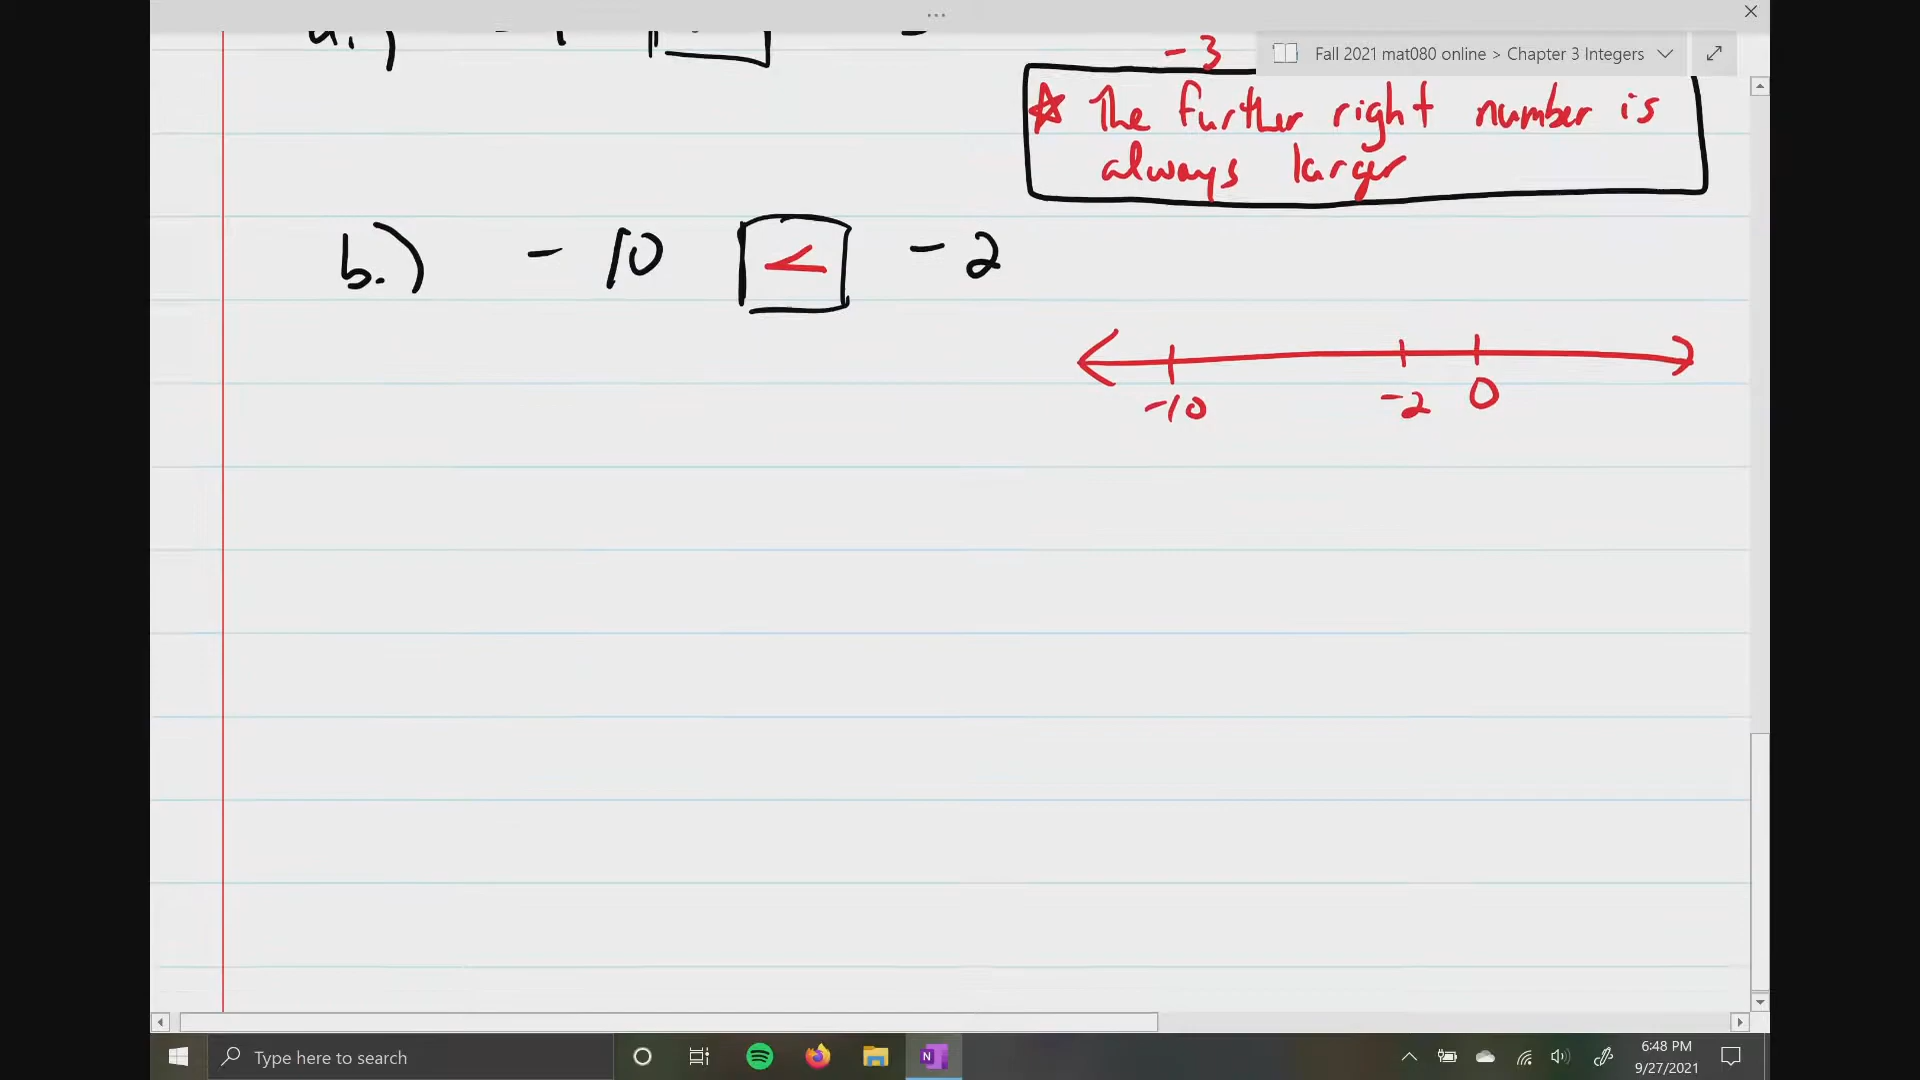 Fall 2021 mat080 online > Chapter 3 Integers
-3
☆ The further right number is
always larger
b.) -10 < -2
-10 -2 0
Type here to search
6:48 PM
9/27/2021